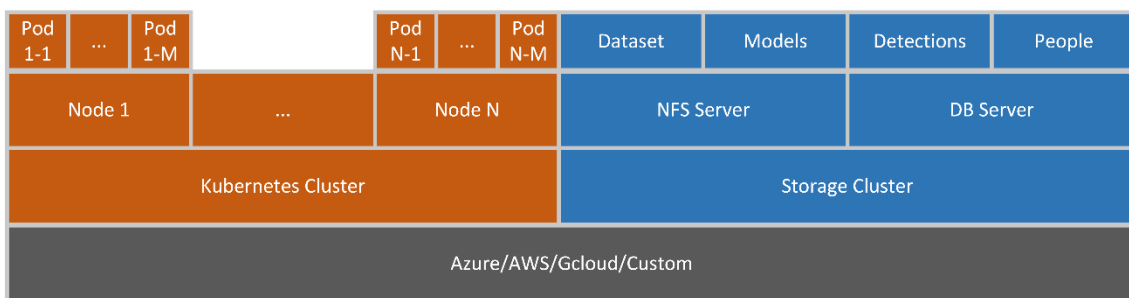 Pod 1-1
...
Pod 1-M
Pod N-1
...
Pod N-M
Dataset
Models
Detections
People
Node 1
...
Node N
NFS Server
DB Server
Kubernetes Cluster
Storage Cluster
Azure/AWS/Gcloud/Custom